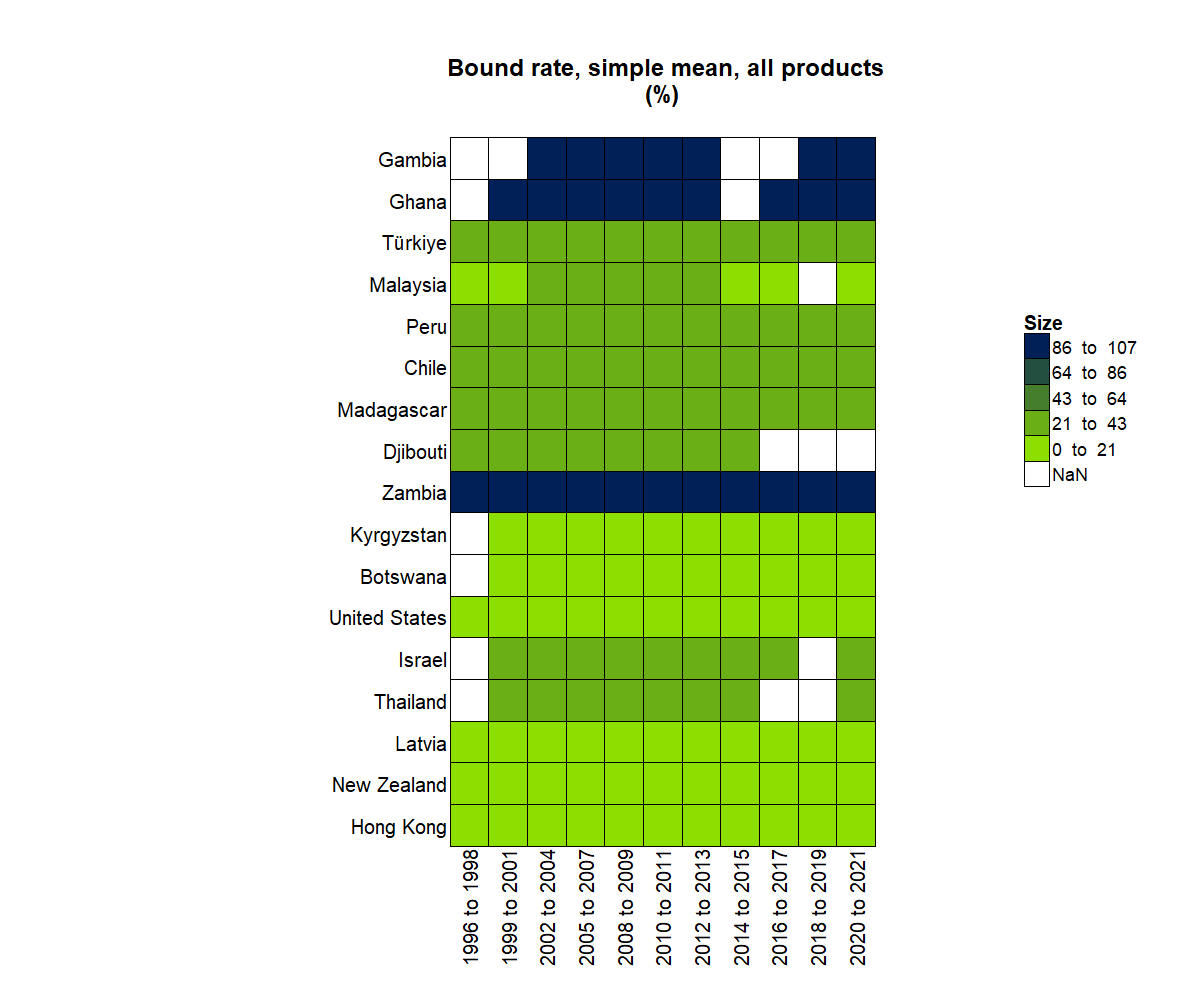 Bound rate, simple mean, all products
(%)
Gambia
Ghana
Türkiye
Malaysia
Peru
Chile
Madagascar
Djibouti
Zambia
Kyrgyzstan
Botswana
United States
Israel
Thailand
Latvia
New Zealand
Hong Kong
1996 to 1998
1999 to 2001
2002 to 2004
2005 to 2007
2008 to 2009
2010 to 2011
2012 to 2013
2014 to 2015
2016 to 2017
2018 to 2019
2020 to 2021
Size
86 to 107
64 to 86
43 to 64
21 to 43
0 to 21
NaN